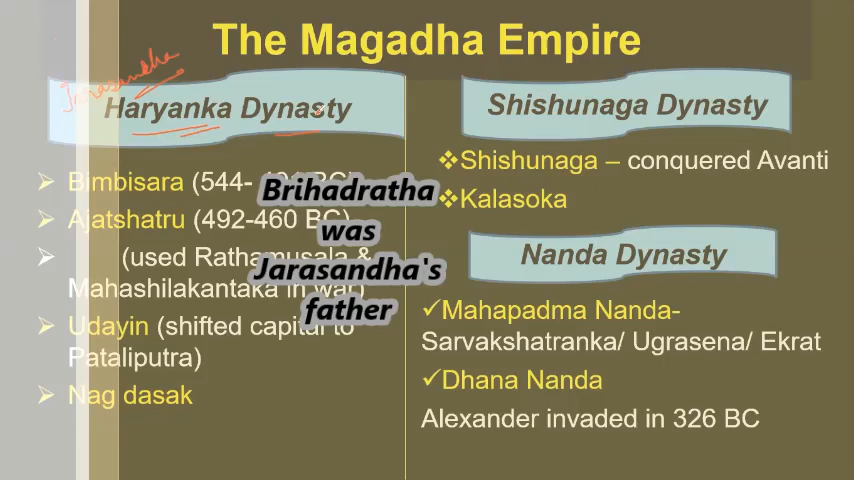 The Magadha Empire
Jarasandha
Haryanka Dynasty
Bimbisara (544-
Ajatshatru (492-460 BC)
(used Rathamusala &
Mahashilakantaka in war)
Udayin (shifted capital to
Pataliputra)
Nag dasak
Brihadratha
was
Jarasandha's
father
Shishunaga Dynasty
Shishunaga – conquered Avanti
Kalasoka
Nanda Dynasty
Mahapadma Nanda-
Sarvakshatranka/ Ugrasena/ Ekrat
Dhana Nanda
Alexander invaded in 326 BC